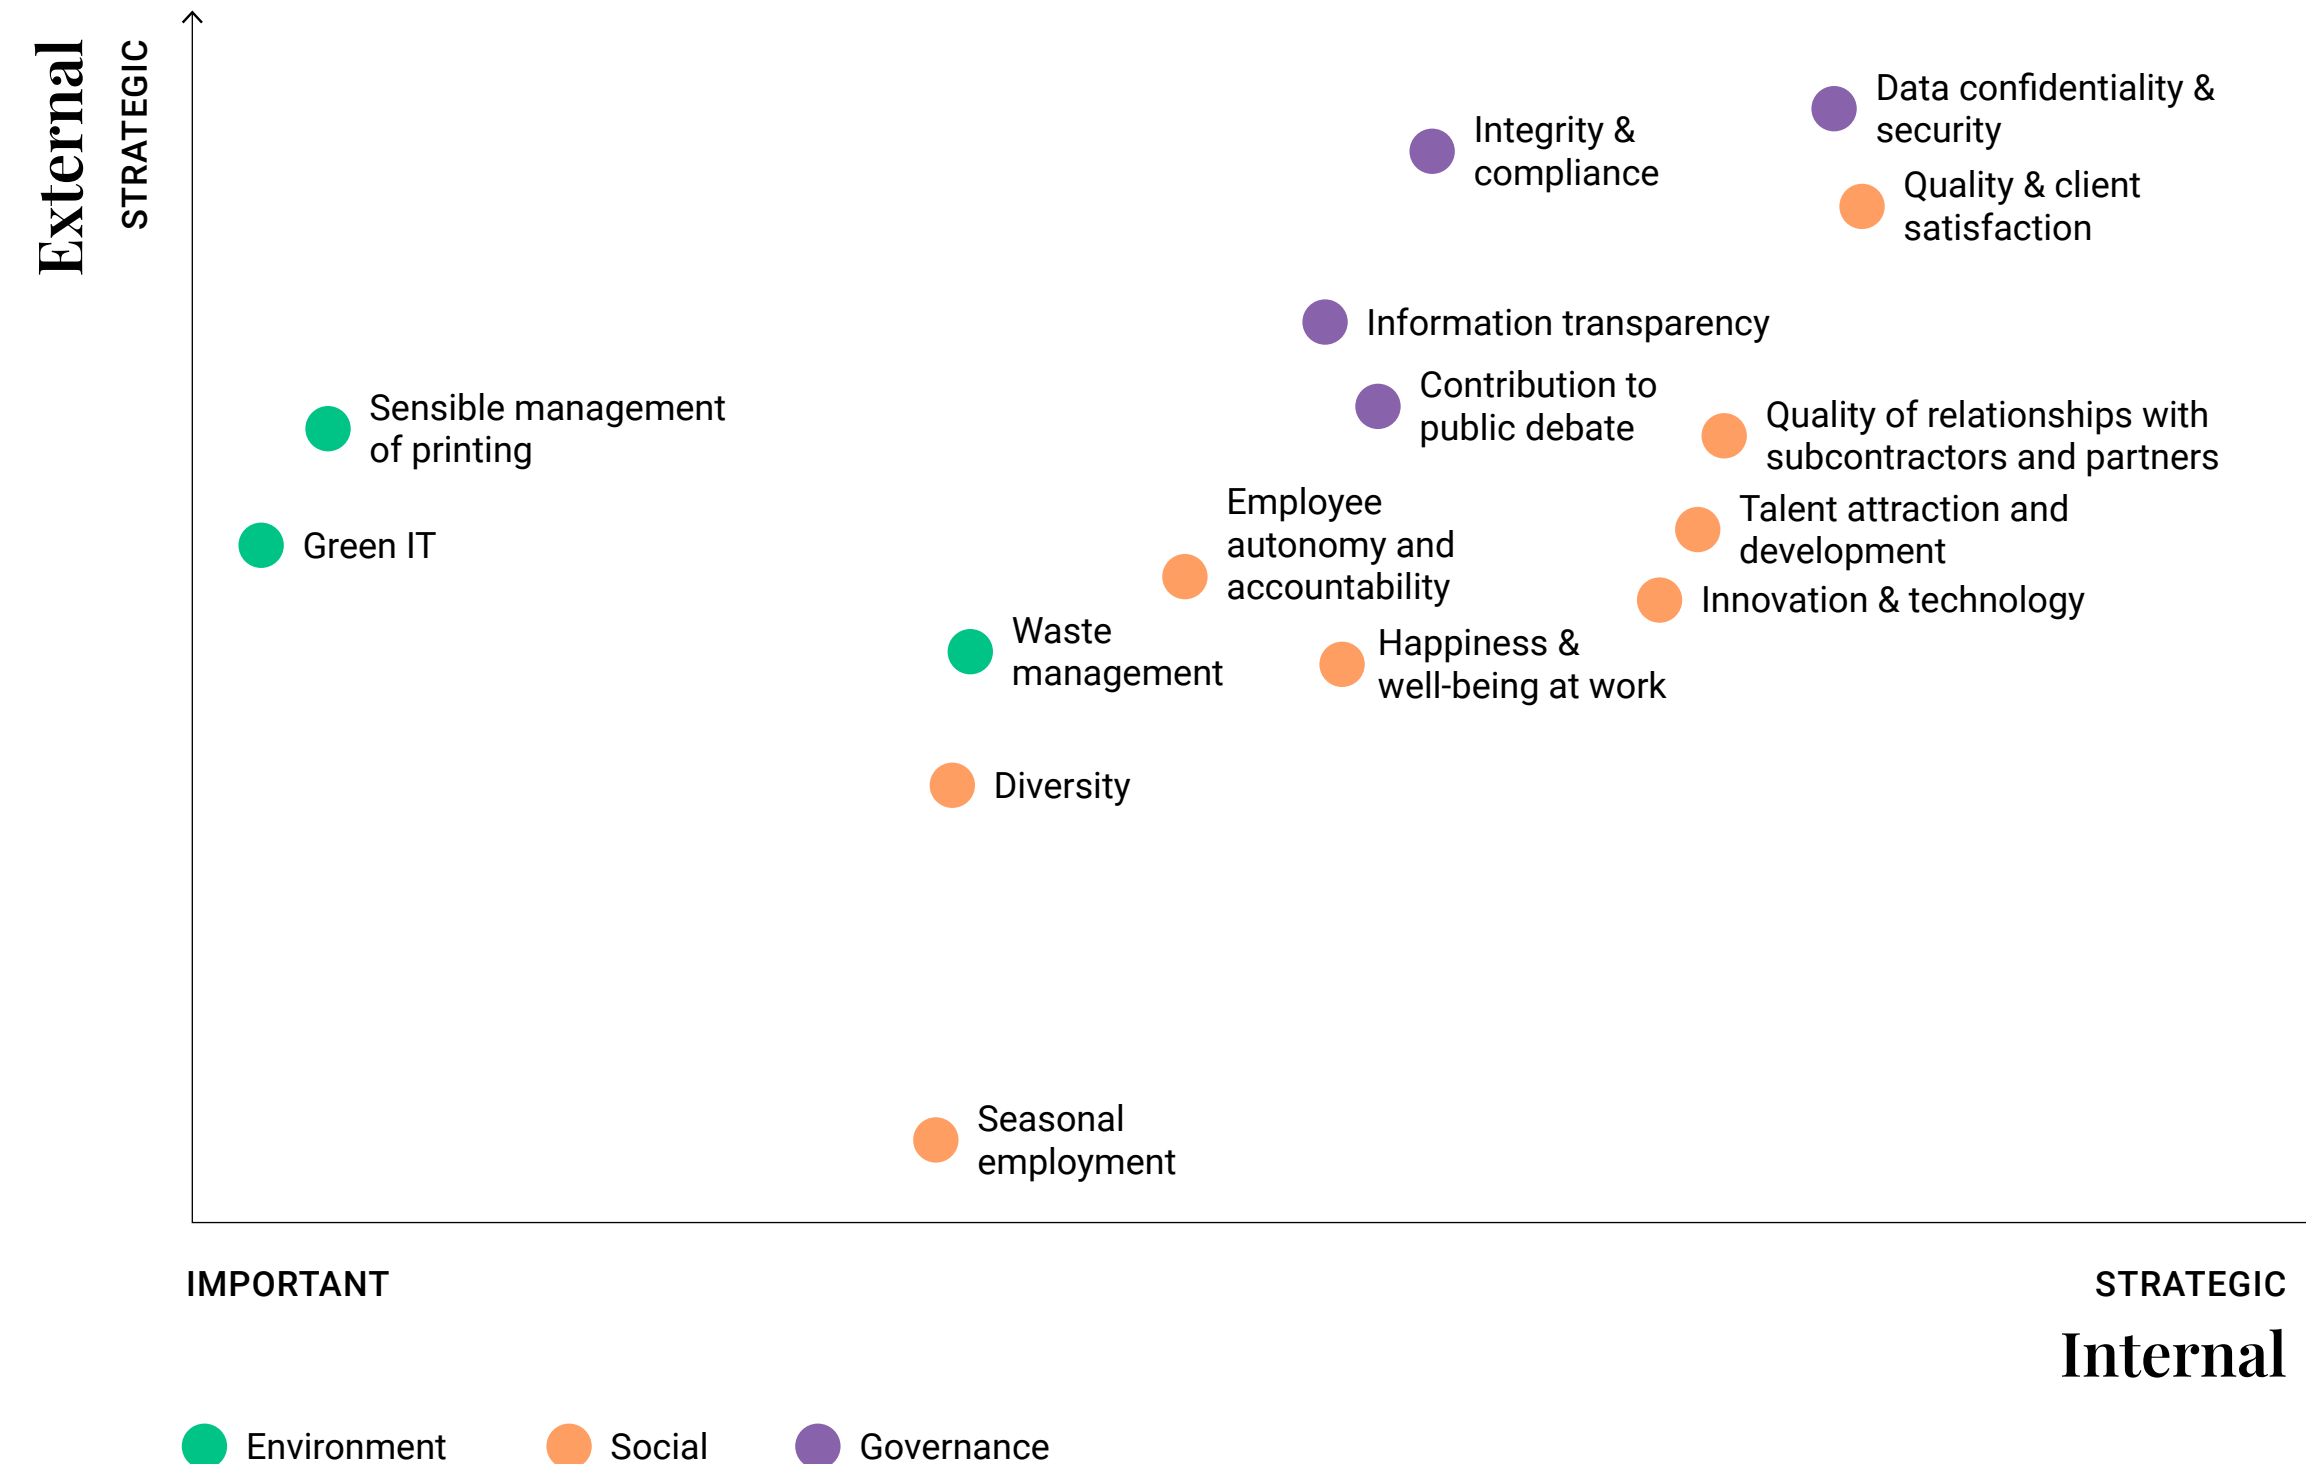 External
STRATEGIC
Data confidentiality &
security
Integrity &
compliance
Quality & client
satisfaction
Information transparency
Contribution to
public debate
Sensible management
of printing
Quality of relationships with
subcontractors and partners
Employee
autonomy and
accountability
Talent attraction and
development
Green IT
Innovation & technology
Waste
management
Happiness &
well-being at work
Diversity
Seasonal
employment
IMPORTANT
STRATEGIC
Internal
Environment
Social
Governance